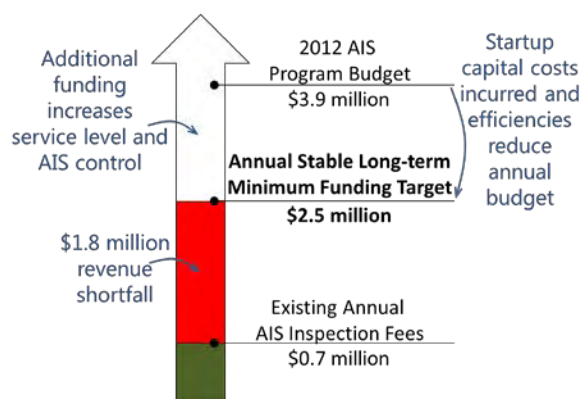 Additional
funding
increases
service level and
AIS control
2012 AIS
Program Budget
$3.9 million
Startup
capital costs
incurred and
efficiencies
reduce
annual
budget
Annual Stable Long-term
Minimum Funding Target
$2.5 million
$1.8 million
revenue
shortfall
Existing Annual
AIS Inspection Fees
$0.7 million